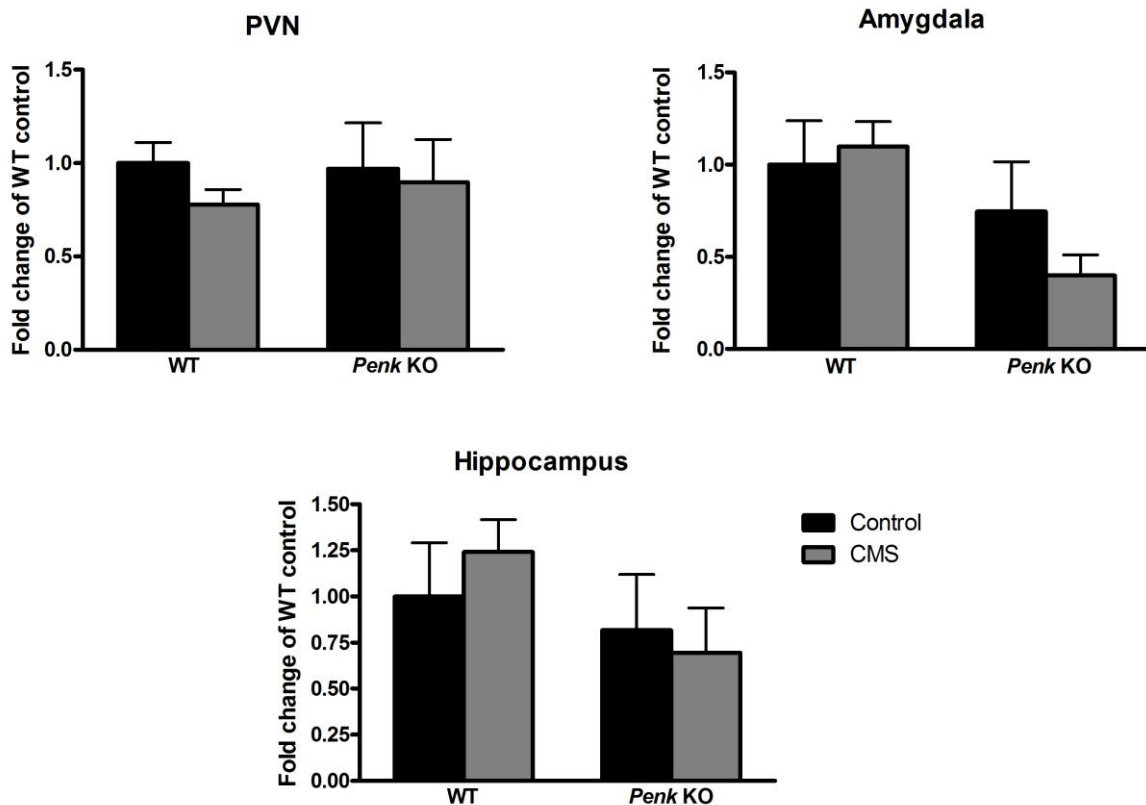 PVN
Fold change of WT control
1.5
1.0
0.5
0.0
WT
Penk KO
Amygdala
Fold change of WT control
1.5
1.0
0.5
0.0
WT
Penk KO
Hippocampus
Fold change of WT control
1.50
1.25
1.00
0.75
0.50
0.25
0.00
WT
Penk KO
Control
CMS